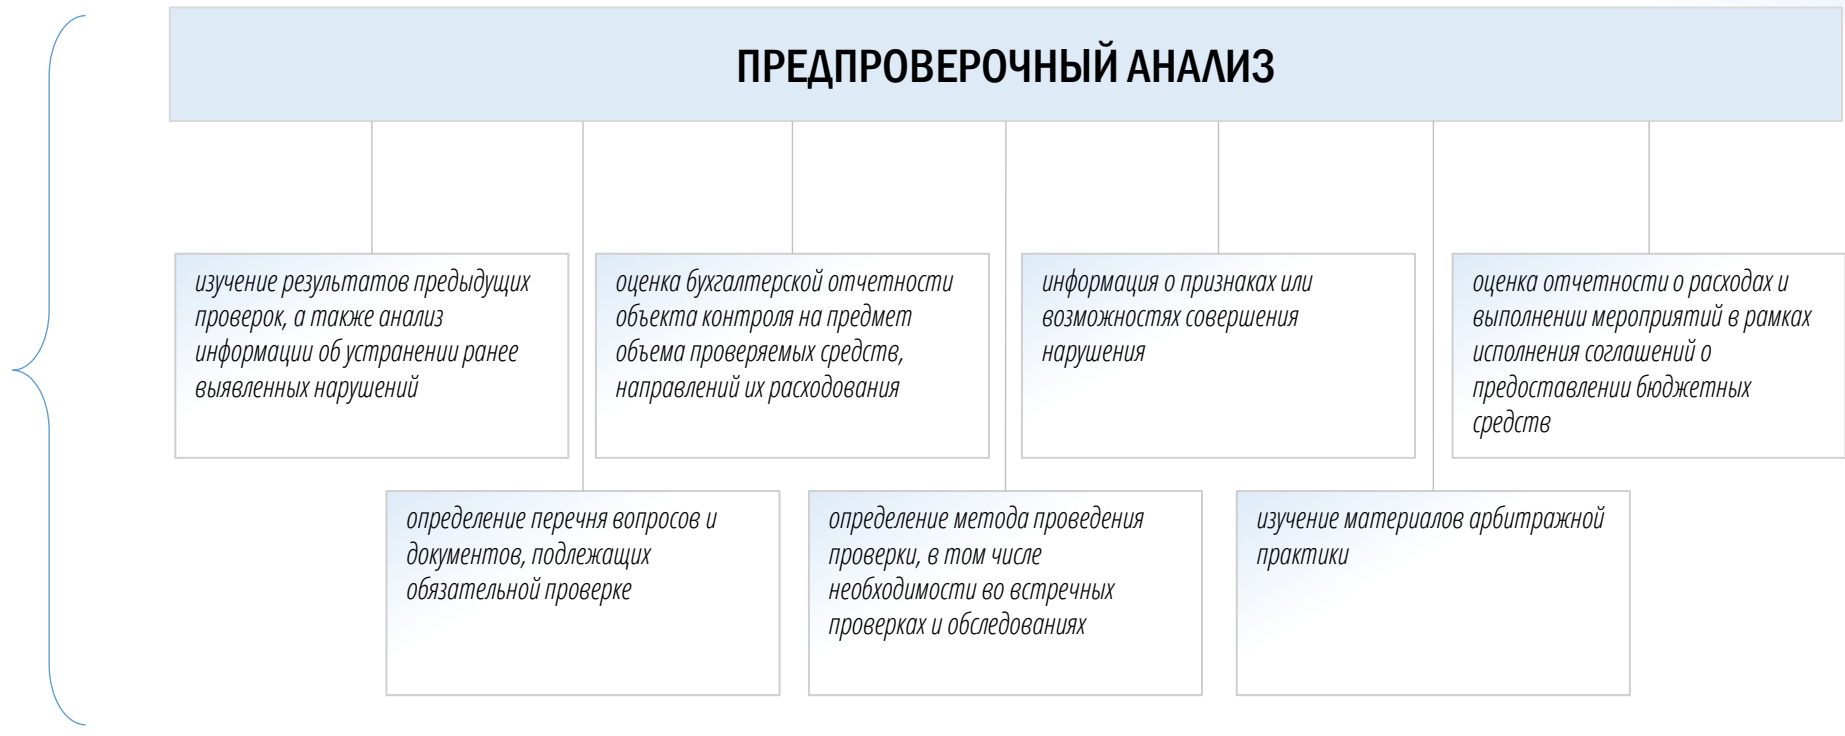 ПРЕДПРОВЕРОЧНЫЙ АНАЛИЗ
изучение результатов предыдущих
проверок, а также анализ
информации об устранении ранее
выявленных нарушений
оценка бухгалтерской отчетности
объекта контроля на предмет
объема проверяемых средств,
направлений их расходования
информация о признаках или
возможностях совершения
нарушения
оценка отчетности о расходах и
выполнении мероприятий в рамках
исполнения соглашений о
предоставлении бюджетных
средств
определение перечня вопросов и
документов, подлежащих
обязательной проверке
определение метода проведения
проверки, в том числе
необходимости во встречных
проверках и обследованиях
изучение материалов арбитражной
практики